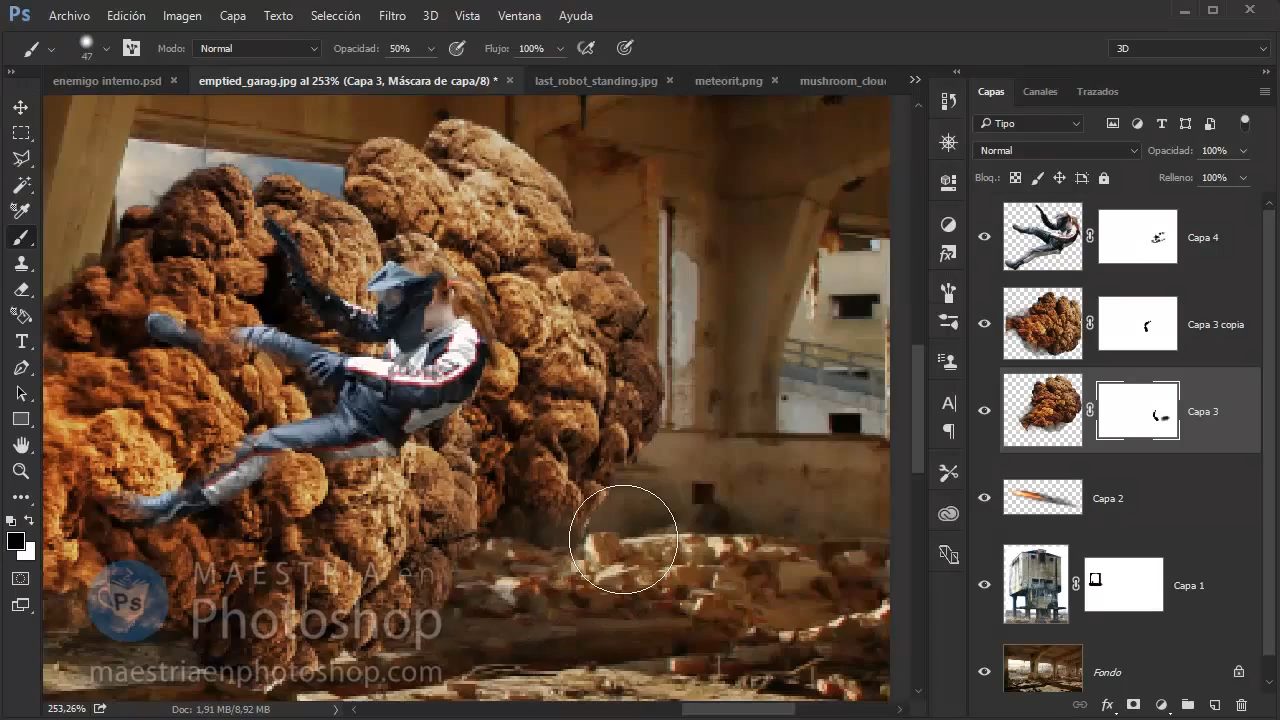 Ps Archivo Edición Imagen Capa Texto Selección Filtro 3D Vista Ventana Ayuda
47 Modo: Normal Opacidad: 50% Flujo: 100% 3D
enemigo interno.psd × emptied_garag.jpg al 253% (Capa 3, Máscara de capa/8) * × last_robot_standing.jpg × meteorit.png × mushroom_clou
Capas Canales Trazados
Tipo
Normal Opacidad: 100%
Bloq.: Relleno: 100%
Capa 4
Capa 3 copia
Capa 3
Capa 2
Capa 1
Fondo
Ps MAESTRIA en
Photoshop
maestriaenphotoshop.com
253,26% Doc: 1,91 MB/8,92 MB